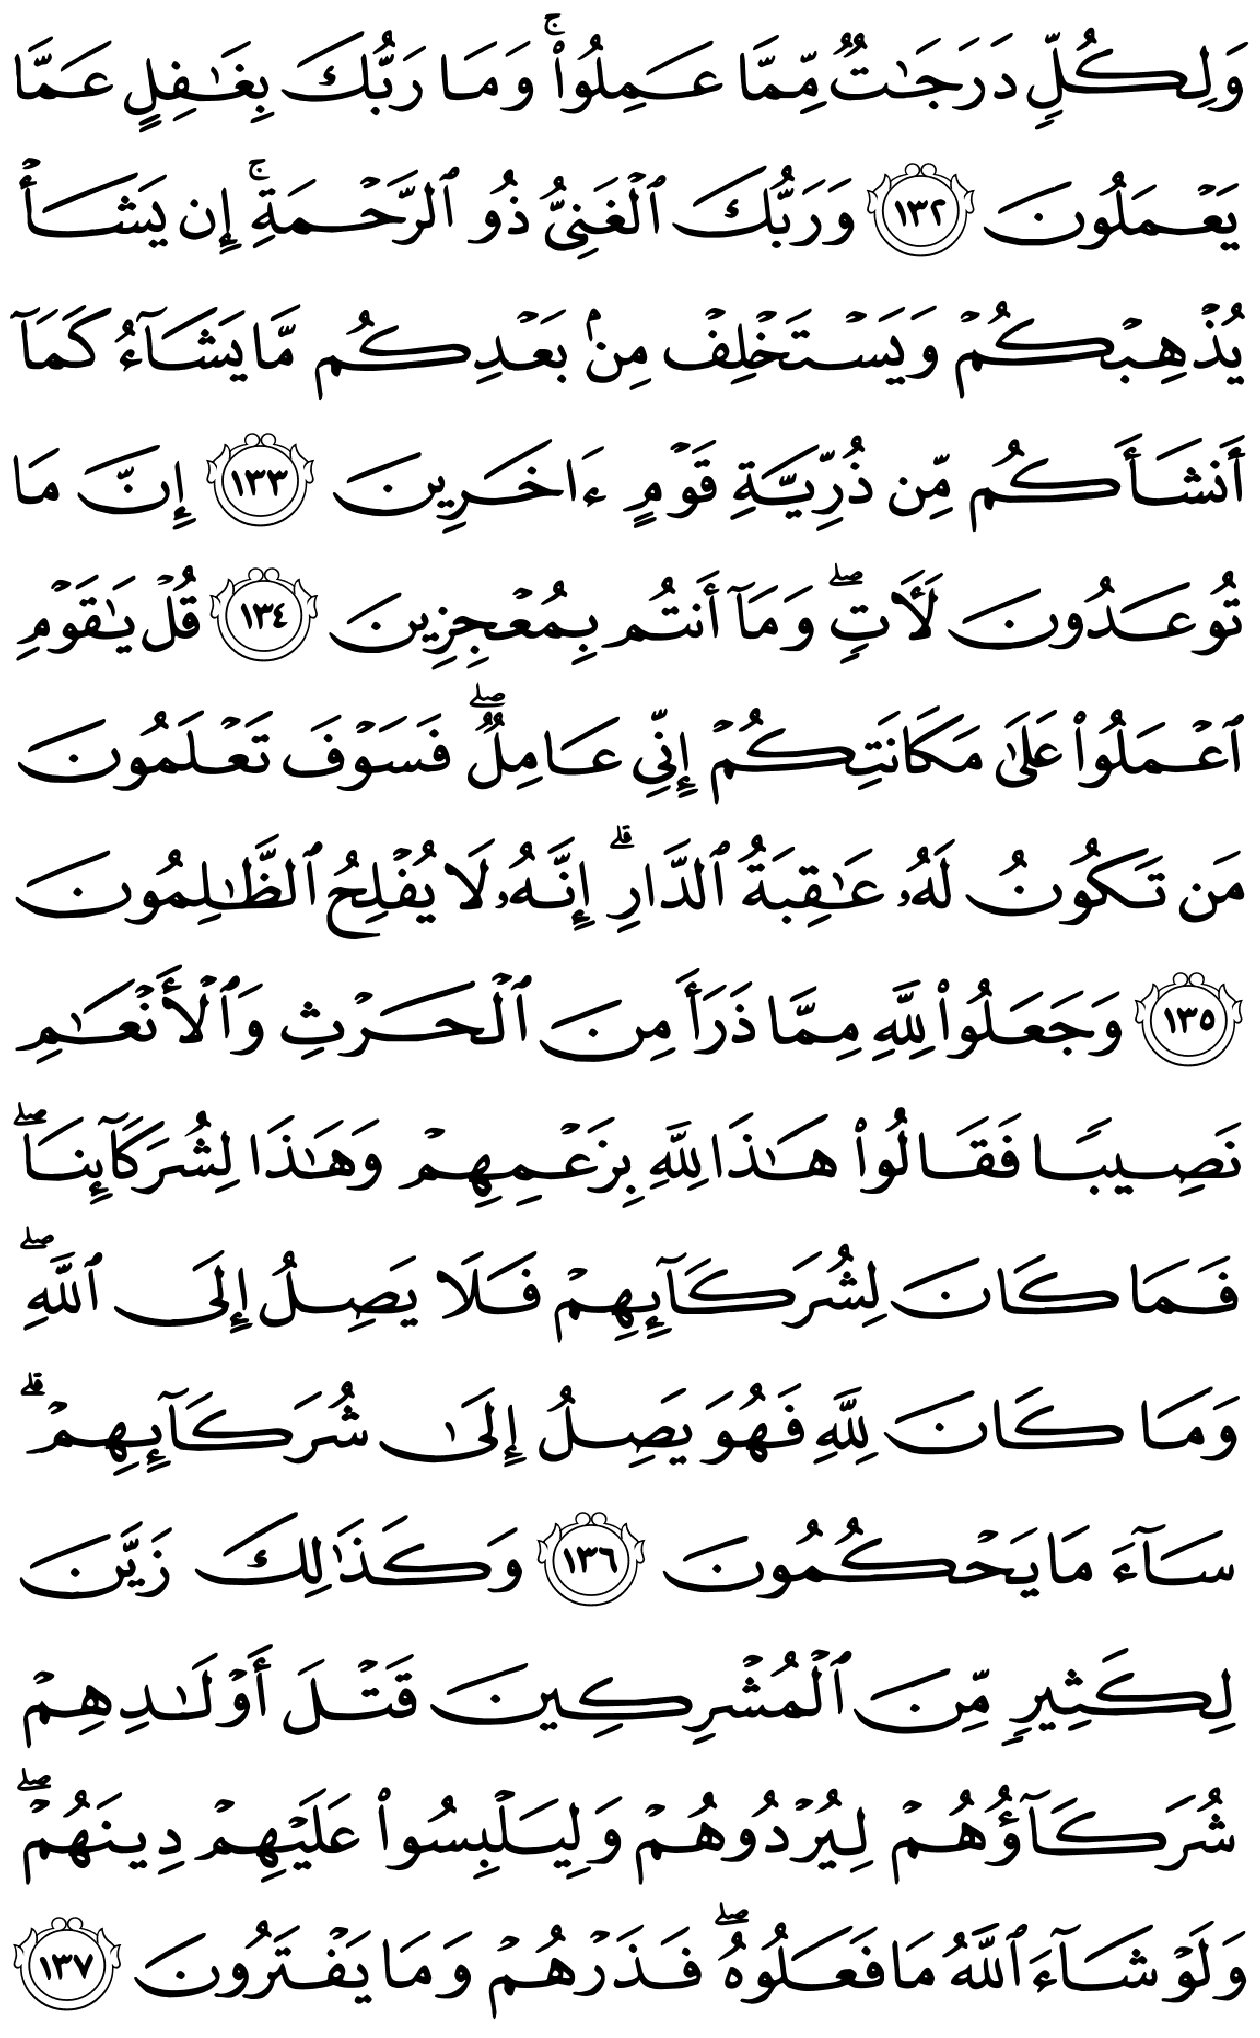 وَلِكُلٍّ دَرَجَٰتٌ مِّمَّا عَمِلُوا۟ ۚ وَمَا رَبُّكَ بِغَٰفِلٍ عَمَّا
يَعْمَلُونَ ١٣٢ وَرَبُّكَ ٱلْغَنِىُّ ذُو ٱلرَّحْمَةِ ۚ إِن يَشَأْ
يُذْهِبْكُمْ وَيَسْتَخْلِفْ مِنۢ بَعْدِكُم مَّا يَشَآءُ كَمَآ
أَنشَأَكُم مِّن ذُرِّيَّةِ قَوْمٍ ءَاخَرِينَ ١٣٣ إِنَّ مَا
تُوعَدُونَ لَـَٔاتٍ ۖ وَمَآ أَنتُم بِمُعْجِزِينَ ١٣٤ قُلْ يَٰقَوْمِ
ٱعْمَلُوا۟ عَلَىٰ مَكَانَتِكُمْ إِنِّى عَامِلٌ ۖ فَسَوْفَ تَعْلَمُونَ
مَن تَكُونُ لَهُۥ عَٰقِبَةُ ٱلدَّارِ ۗ إِنَّهُۥ لَا يُفْلِحُ ٱلظَّٰلِمُونَ
١٣٥ وَجَعَلُوا۟ لِلَّهِ مِمَّا ذَرَأَ مِنَ ٱلْحَرْثِ وَٱلْأَنْعَٰمِ
نَصِيبًا فَقَالُوا۟ هَٰذَا لِلَّهِ بِزَعْمِهِمْ وَهَٰذَا لِشُرَكَآئِنَا ۖ
فَمَا كَانَ لِشُرَكَآئِهِمْ فَلَا يَصِلُ إِلَى ٱللَّهِ ۖ
وَمَا كَانَ لِلَّهِ فَهُوَ يَصِلُ إِلَىٰ شُرَكَآئِهِمْ ۗ
سَآءَ مَا يَحْكُمُونَ ١٣٦ وَكَذَٰلِكَ زَيَّنَ
لِكَثِيرٍ مِّنَ ٱلْمُشْرِكِينَ قَتْلَ أَوْلَٰدِهِمْ
شُرَكَآؤُهُمْ لِيُرْدُوهُمْ وَلِيَلْبِسُوا۟ عَلَيْهِمْ دِينَهُمْ ۖ
وَلَوْ شَآءَ ٱللَّهُ مَا فَعَلُوهُ ۖ فَذَرْهُمْ وَمَا يَفْتَرُونَ ١٣٧